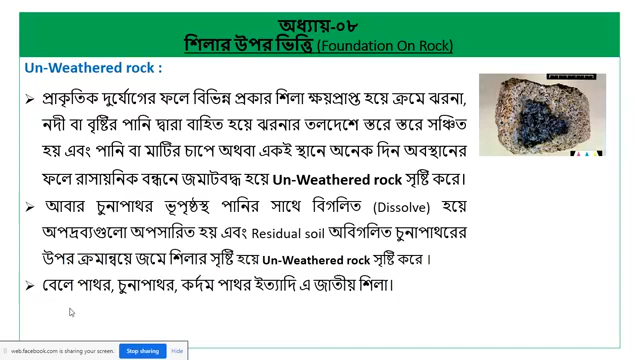 অধ্যায়-০৮
শিলার উপর ভিত্তি (Foundation On Rock)
Un-Weathered rock :
➢ প্রাকৃতিক দুর্যোগের ফলে বিভিন্ন প্রকার শিলা ক্ষয়প্রাপ্ত হয়ে ক্রমে ঝরনা,
নদী বা বৃষ্টির পানি দ্বারা বাহিত হয়ে ঝরনার তলদেশে স্তরে স্তরে সঞ্চিত
হয় এবং পানি বা মাটির চাপে অথবা একই স্থানে অনেক দিন অবস্থানের
ফলে রাসায়নিক বন্ধনে জমাটবদ্ধ হয়ে Un-Weathered rock সৃষ্টি করে।
➢ আবার চুনাপাথর ভূপৃষ্ঠস্থ পানির সাথে বিগলিত (Dissolve) হয়ে
অপদ্রব্যগুলো অপসারিত হয় এবং Residual soil অবিগলিত চুনাপাথরের
উপর ক্রমান্বয়ে জমে শিলার সৃষ্টি হয়ে Un-Weathered rock সৃষ্টি করে ।
➢ বেলে পাথর, চুনাপাথর, কর্দম পাথর ইত্যাদি এ জাতীয় শিলা।
web.facebook.com is sharing your screen. Stop sharing Hide